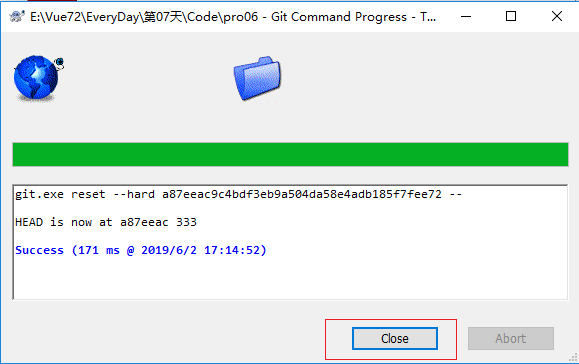 E:\Vue72\EveryDay\第07天\Code\pro06 - Git Command Progress - T...
git.exe reset --hard a87eeac9c4bdf3eb9a504da58e4adb185f7fee72 --
HEAD is now at a87eeac 333
Success (171 ms @ 2019/6/2 17:14:52)
Close Abort